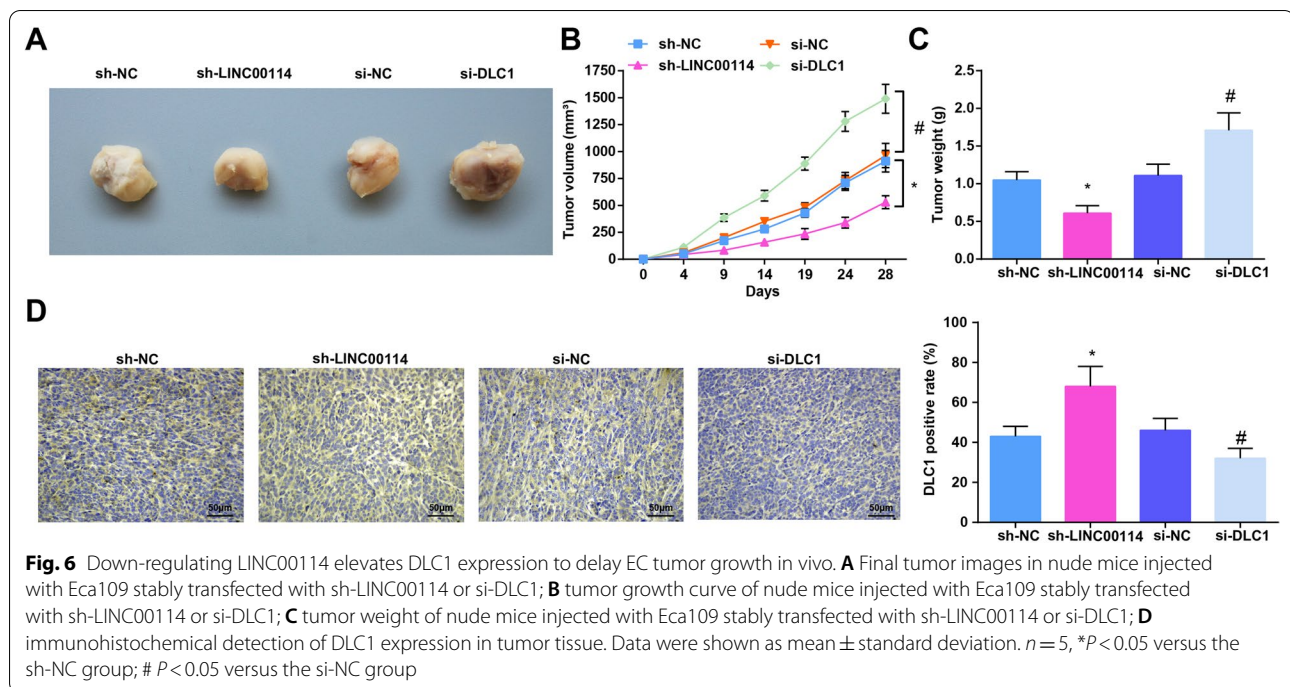 A
sh-NC
sh-LINC00114
si-NC
si-DLC1
B
sh-NC
si-NC
sh-LINC00114
si-DLC1
Tumor volume (mm³)
1750
1500
1250
1000
750
500
250
0
0 4 9 14 19 24 28
Days
#
*
C
Tumor weight (g)
2.5
2.0
1.5
1.0
0.5
0.0
*
#
sh-NC sh-LINC00114 si-NC si-DLC1
D
sh-NC
sh-LINC00114
si-NC
si-DLC1
50μm
50μm
50μm
50μm
DLC1 positive rate (%)
100
80
60
40
20
0
*
#
sh-NC sh-LINC00114 si-NC si-DLC1
Fig. 6 Down-regulating LINC00114 elevates DLC1 expression to delay EC tumor growth in vivo. A Final tumor images in nude mice injected
with Eca109 stably transfected with sh-LINC00114 or si-DLC1; B tumor growth curve of nude mice injected with Eca109 stably transfected
with sh-LINC00114 or si-DLC1; C tumor weight of nude mice injected with Eca109 stably transfected with sh-LINC00114 or si-DLC1; D
immunohistochemical detection of DLC1 expression in tumor tissue. Data were shown as mean ± standard deviation. n = 5, *P < 0.05 versus the
sh-NC group; # P < 0.05 versus the si-NC group